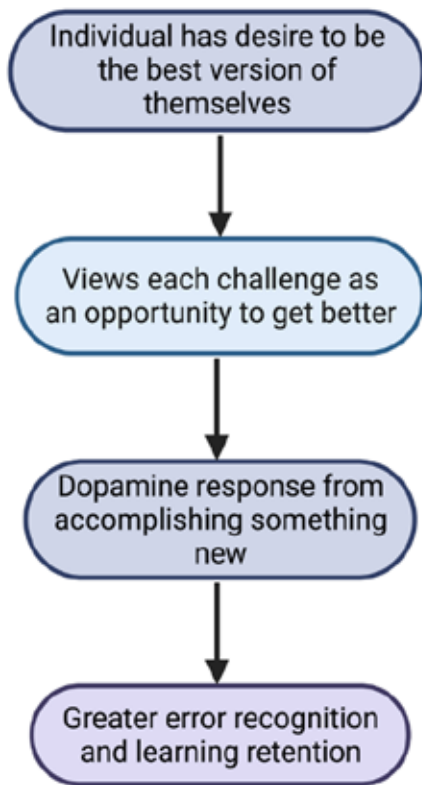 Individual has desire to be
the best version of
themselves
Views each challenge as
an opportunity to get better
Dopamine response from
accomplishing something
new
Greater error recognition
and learning retention